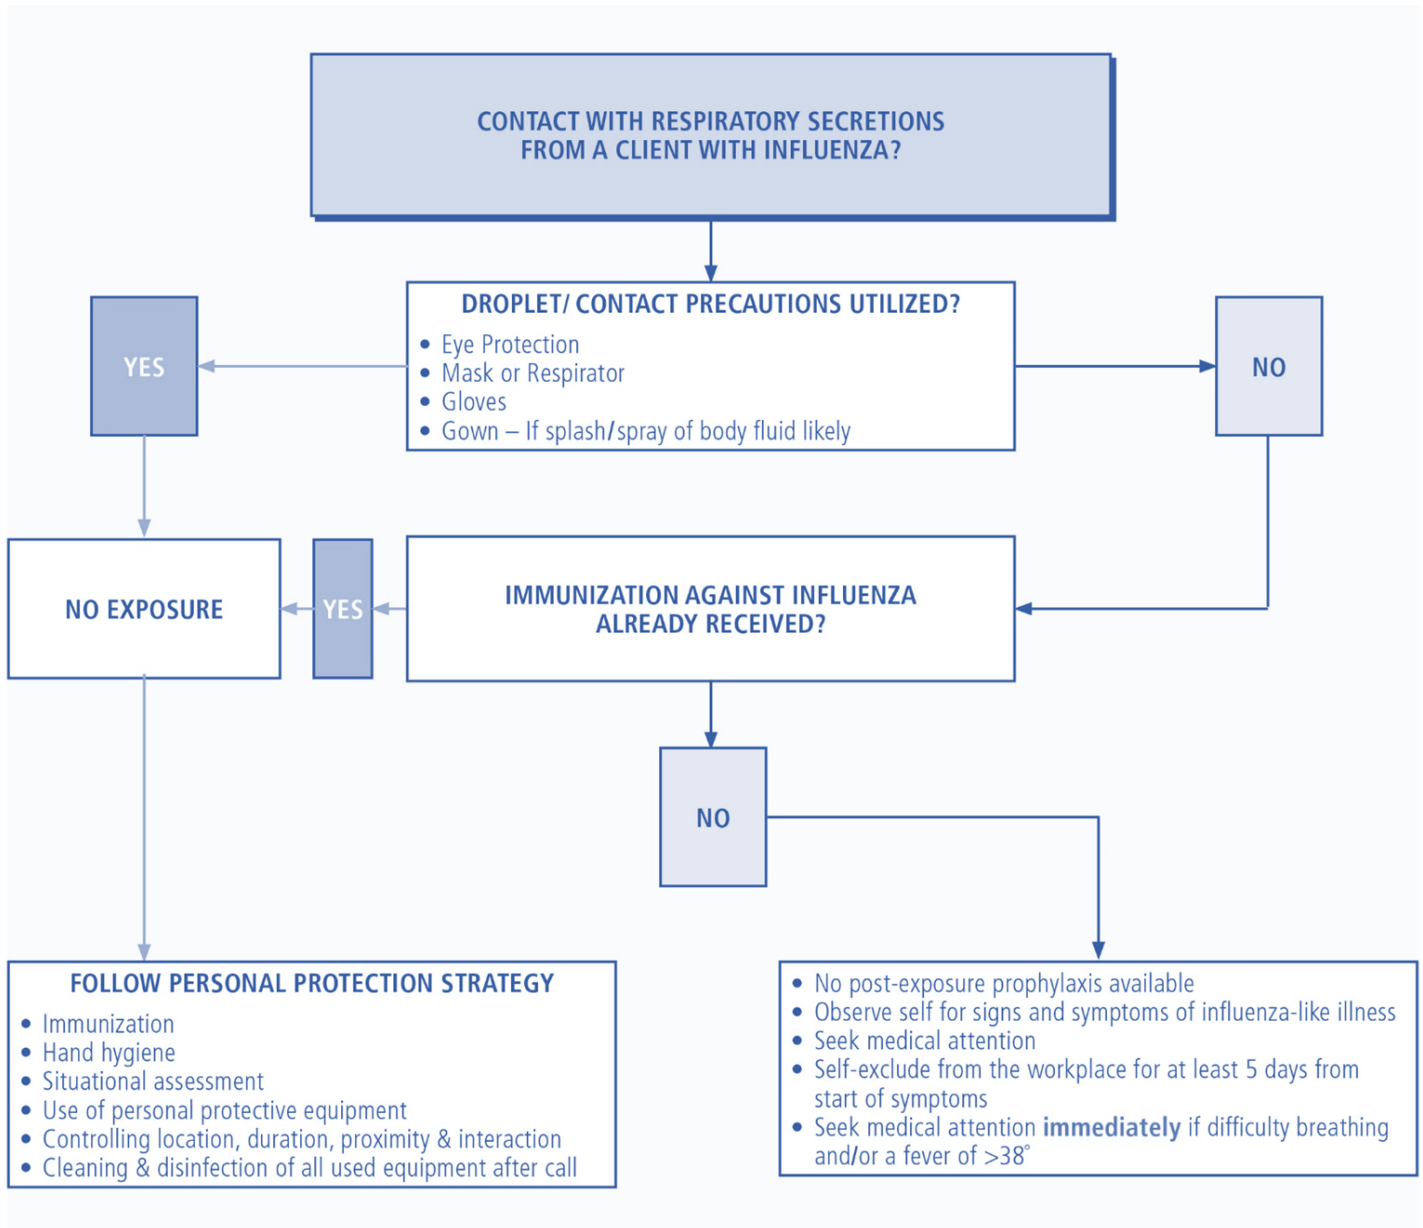 CONTACT WITH RESPIRATORY SECRETIONS
FROM A CLIENT WITH INFLUENZA?
DROPLET/ CONTACT PRECAUTIONS UTILIZED?
• Eye Protection
• Mask or Respirator
• Gloves
• Gown – If splash/spray of body fluid likely
YES
NO
NO EXPOSURE
YES
IMMUNIZATION AGAINST INFLUENZA
ALREADY RECEIVED?
NO
FOLLOW PERSONAL PROTECTION STRATEGY
• Immunization
• Hand hygiene
• Situational assessment
• Use of personal protective equipment
• Controlling location, duration, proximity & interaction
• Cleaning & disinfection of all used equipment after call
• No post-exposure prophylaxis available
• Observe self for signs and symptoms of influenza-like illness
• Seek medical attention
• Self-exclude from the workplace for at least 5 days from
start of symptoms
• Seek medical attention immediately if difficulty breathing
and/or a fever of >38°